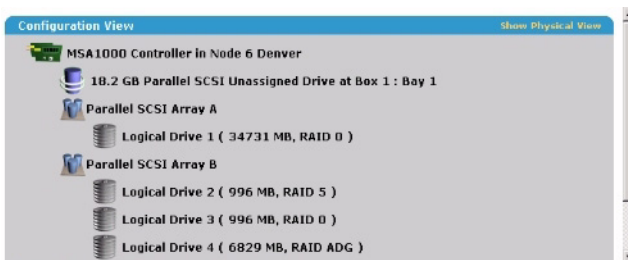 Configuration View
Show Physical View
MSA1000 Controller in Node 6 Denver
18.2 GB Parallel SCSI Unassigned Drive at Box 1 : Bay 1
Parallel SCSI Array A
Logical Drive 1 ( 34731 MB, RAID 0 )
Parallel SCSI Array B
Logical Drive 2 ( 996 MB, RAID 5 )
Logical Drive 3 ( 996 MB, RAID 0 )
Logical Drive 4 ( 6829 MB, RAID ADG )